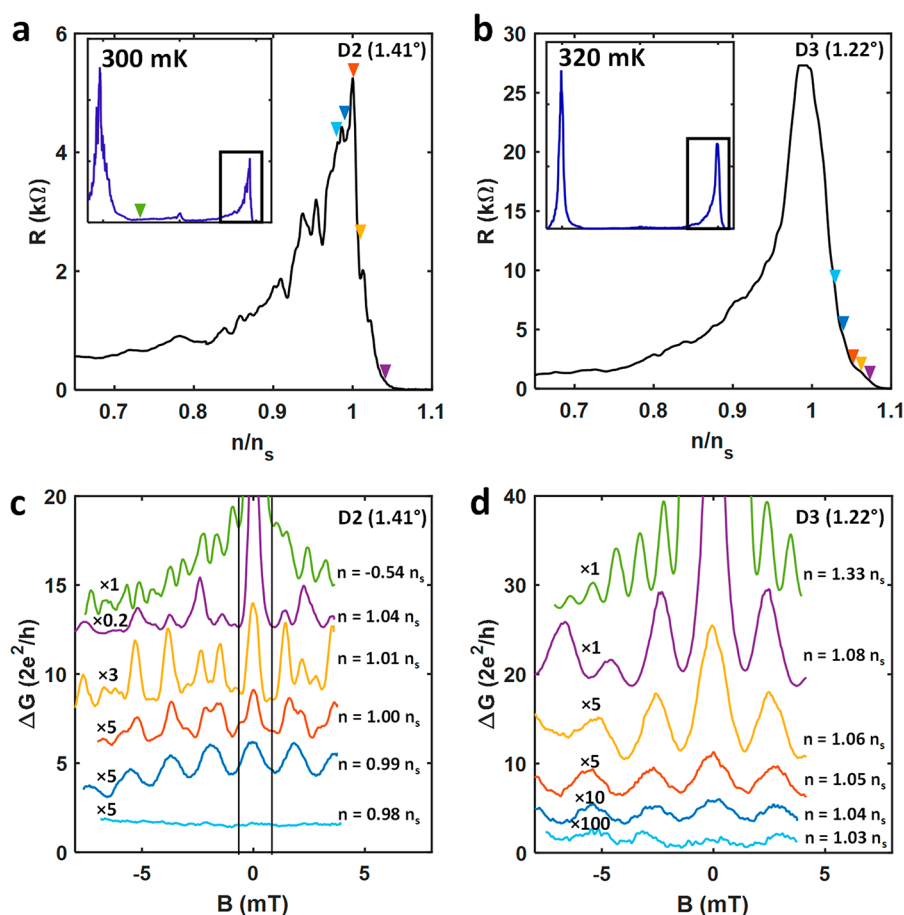 a
300 mK
D2 (1.41°)
R (kΩ)
6
4
2
0
0.7
0.8
0.9
1
1.1
n/nₛ
b
320 mK
D3 (1.22°)
R (kΩ)
30
25
20
15
10
5
0
0.7
0.8
0.9
1
1.1
n/nₛ
c
D2 (1.41°)
ΔG (2e²/h)
20
15
10
5
0
×1
n = -0.54 nₛ
×0.2
n = 1.04 nₛ
×3
n = 1.01 nₛ
×5
n = 1.00 nₛ
×5
n = 0.99 nₛ
×5
n = 0.98 nₛ
-5
0
5
B (mT)
d
D3 (1.22°)
ΔG (2e²/h)
40
30
20
10
0
×1
n = 1.33 nₛ
×1
n = 1.08 nₛ
×5
n = 1.06 nₛ
×5
n = 1.05 nₛ
×10
n = 1.04 nₛ
×100
n = 1.03 nₛ
-5
0
5
B (mT)